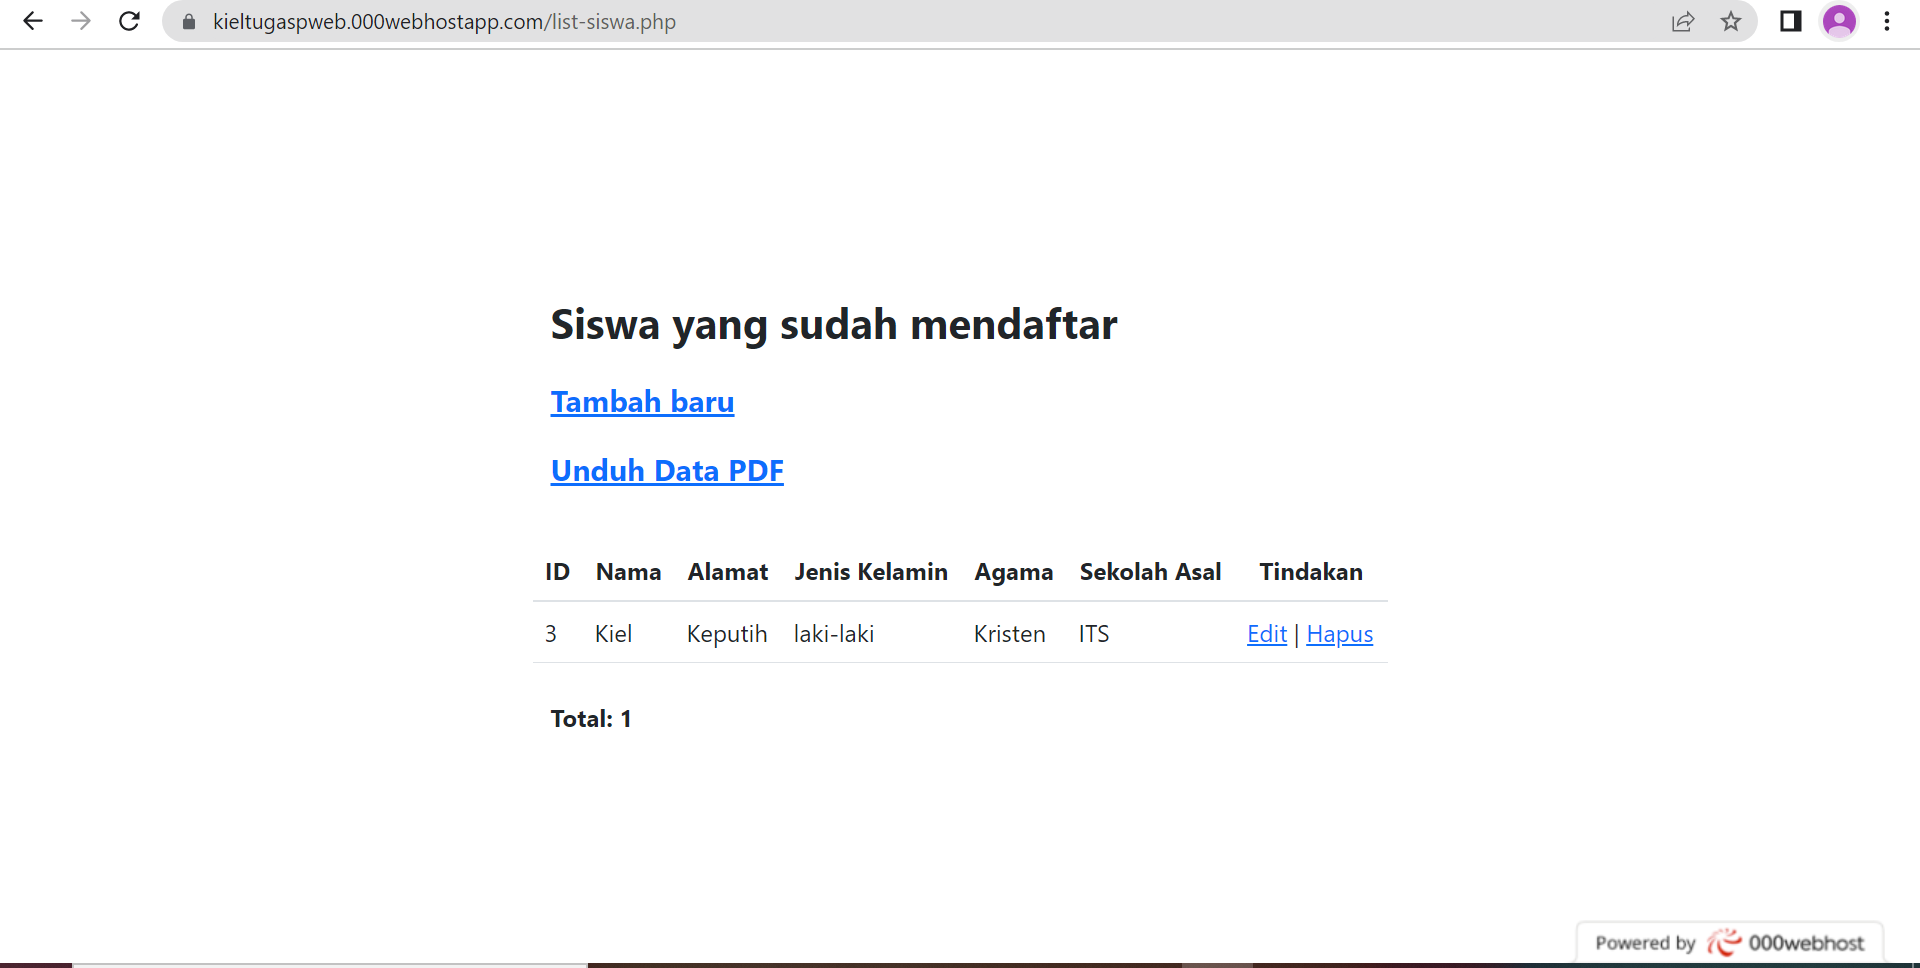 kieltugaspweb.000webhostapp.com/list-siswa.php
Siswa yang sudah mendaftar
Tambah baru
Unduh Data PDF
ID Nama Alamat Jenis Kelamin Agama Sekolah Asal Tindakan
3 Kiel Keputih laki-laki Kristen ITS Edit | Hapus
Total: 1
Powered by 000webhost